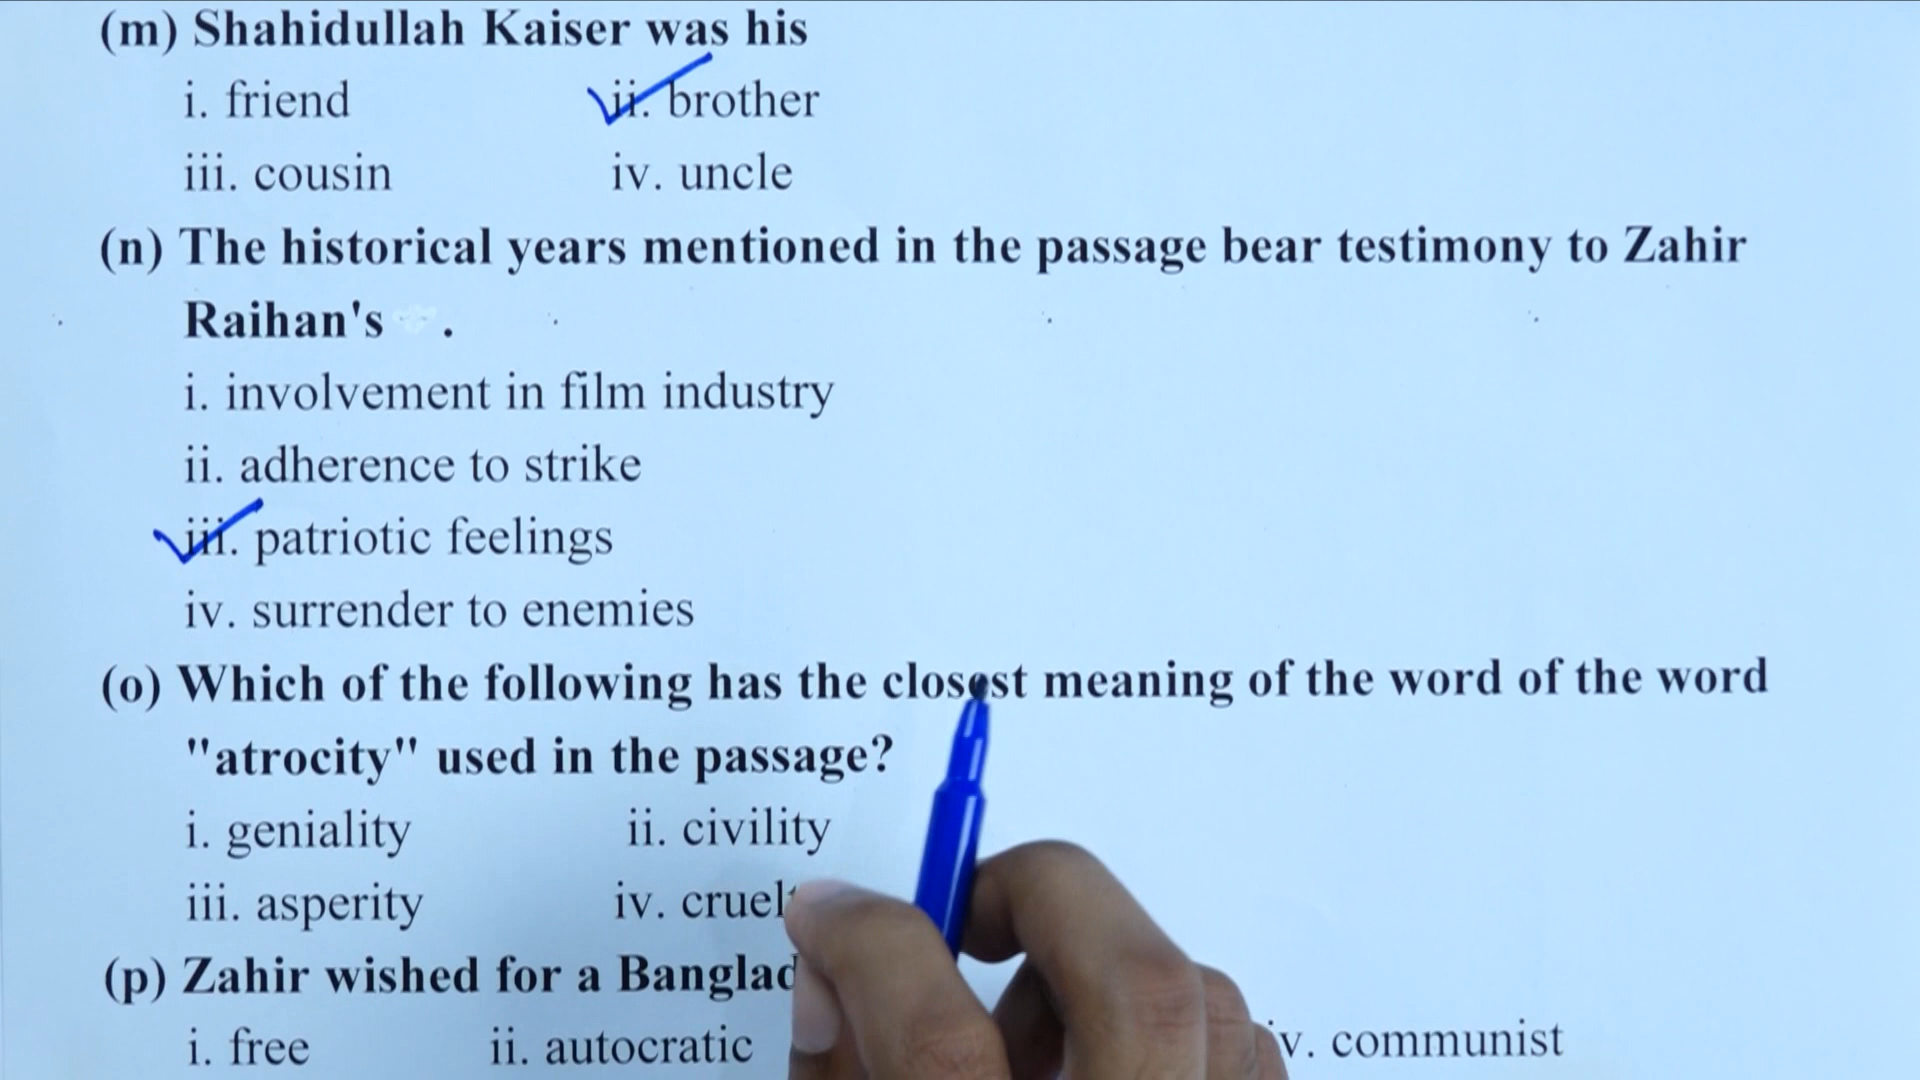 (m) Shahidullah Kaiser was his
i. friend ii. brother
iii. cousin iv. uncle
(n) The historical years mentioned in the passage bear testimony to Zahir
Raihan's .
i. involvement in film industry
ii. adherence to strike
iii. patriotic feelings
iv. surrender to enemies
(o) Which of the following has the closest meaning of the word of the word
"atrocity" used in the passage?
i. geniality ii. civility
iii. asperity iv.
(p) Zahir wished for a
i. free ii. autocratic iv. communist